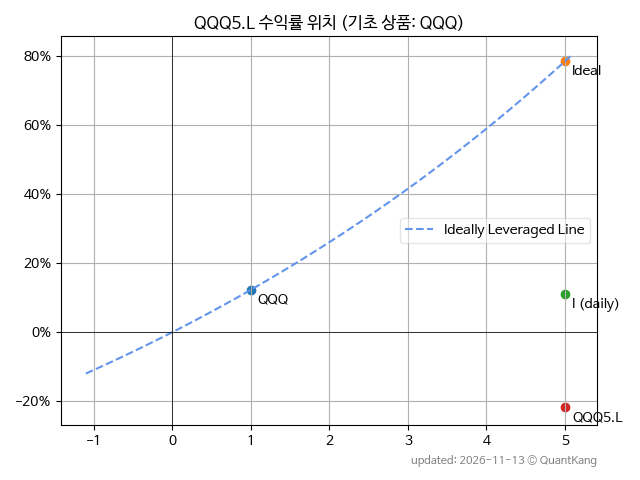 QQQ5.L 수익률 위치 (기초 상품: QQQ)
80%
60%
40%
20%
0%
−20%
Ideal
Ideally Leveraged Line
QQQ
I (daily)
QQQ5.L
−1
0
1
2
3
4
5
updated: 2026-11-13 © QuantKang